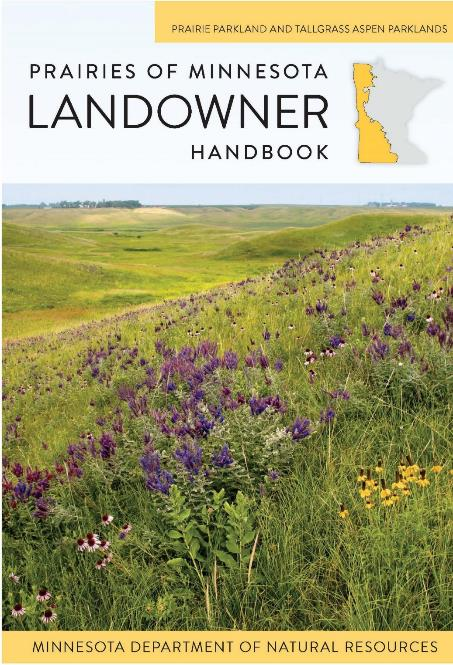 PRAIRIE PARKLAND AND TALLGRASS ASPEN PARKLANDS
PRAIRIES OF MINNESOTA
LANDOWNER
HANDBOOK
MINNESOTA DEPARTMENT OF NATURAL RESOURCES